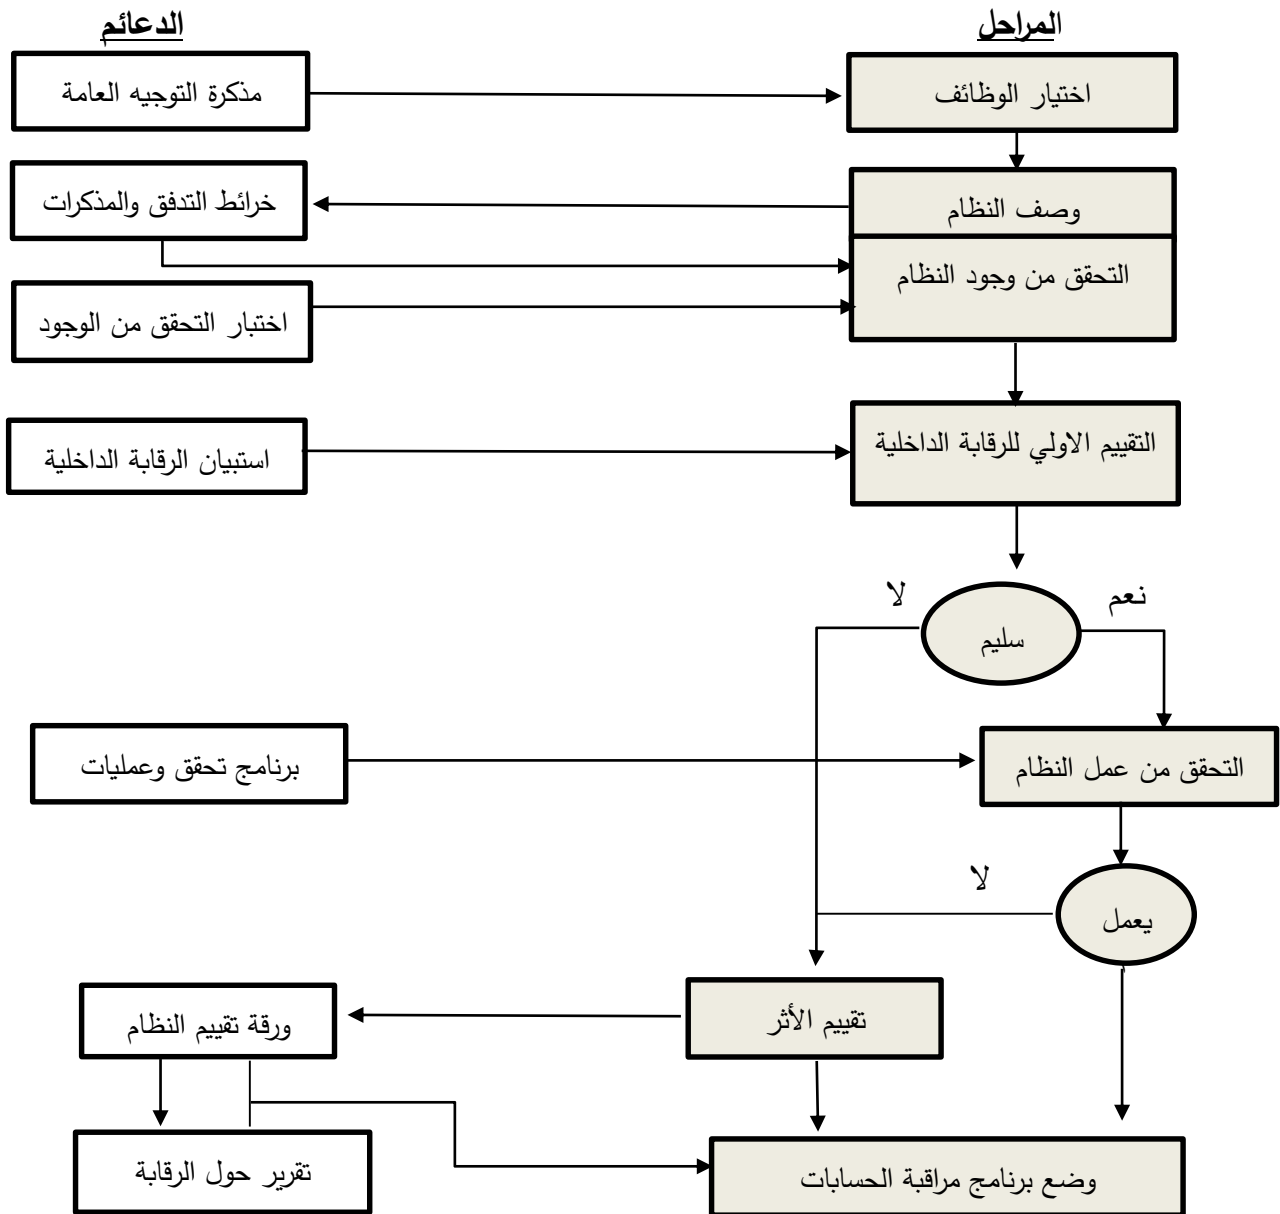 المراحل
الدعائم
اختيار الوظائف
مذكرة التوجيه العامة
وصف النظام
خرائط التدفق والمذكرات
التحقق من وجود النظام
اختبار التحقق من الوجود
التقييم الاولي للرقابة الداخلية
استبيان الرقابة الداخلية
نعم
لا
سليم
التحقق من عمل النظام
برنامج تحقق وعمليات
لا
يعمل
تقييم الأثر
ورقة تقييم النظام
وضع برنامج مراقبة الحسابات
تقرير حول الرقابة